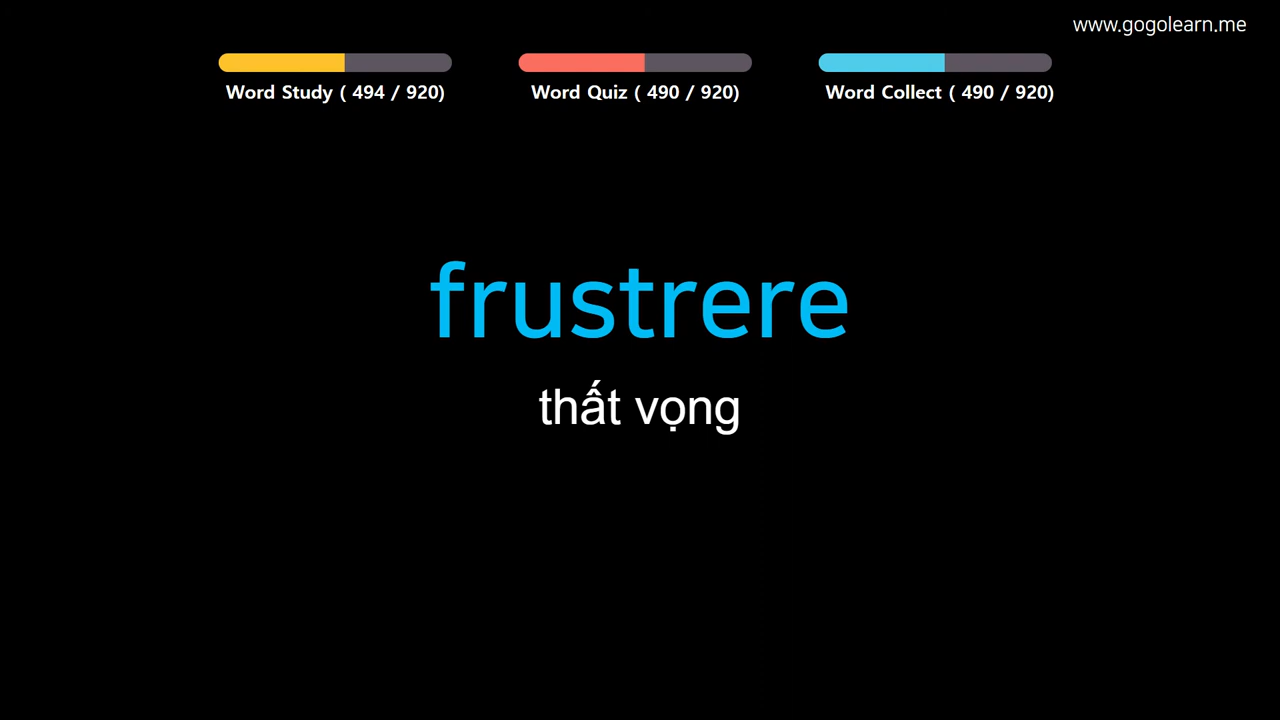 www.gogolearn.me
Word Study ( 494 / 920)
Word Quiz ( 490 / 920)
Word Collect ( 490 / 920)
frustrere
thất vọng